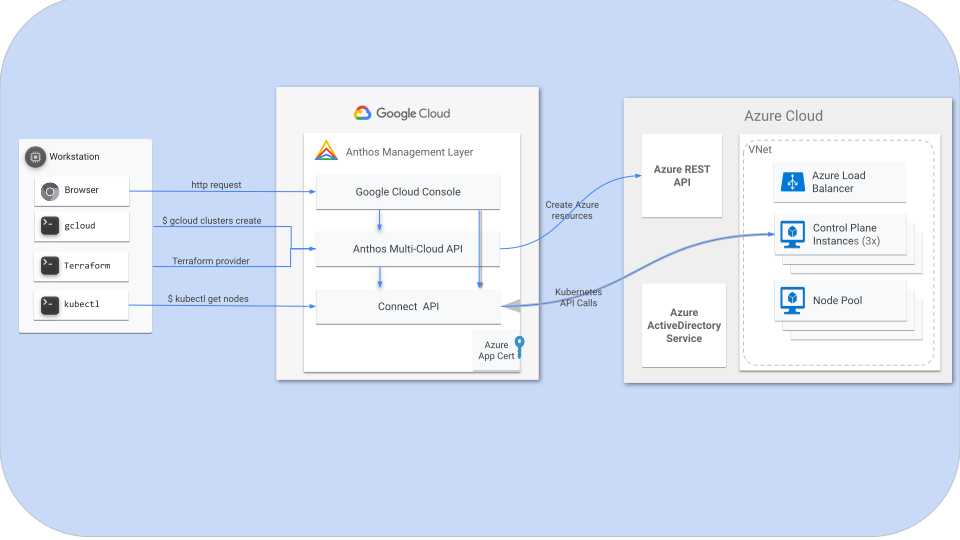 Google Cloud
Azure Cloud
Workstation
Browser
gcloud
Terraform
kubectl
http request
$ gcloud clusters create
Terraform provider
$ kubectl get nodes
Anthos Management Layer
Google Cloud Console
Anthos Multi-Cloud API
Connect API
Azure
App Cert
Create Azure
resources
Kubernetes
API Calls
Azure REST
API
Azure
ActiveDirectory
Service
VNet
Azure Load
Balancer
Control Plane
Instances (3x)
Node Pool